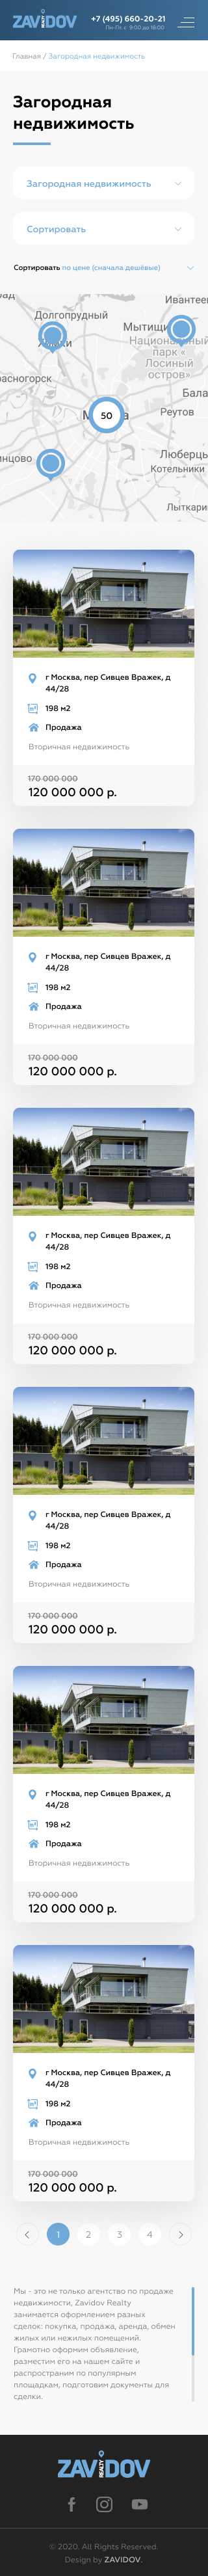 ZAVIDOV
REALTY
+7 (495) 660-20-21
Пн-Пт. с 9:00 до 18:00
Главная / Загородная недвижимость
Загородная
недвижимость
Загородная недвижимость
Сортировать
Сортировать по цене (сначала дешёвые)
Ивантее
Долгопрудный
Мытищи
Национальный
парк «
Лосиный
остров»
расногорск
Бала
50
Реутов
инцово
Люберць
Котельники
Лыткари
г Москва, пер Сивцев Вражек, д
44/28
198 м2
Продажа
Вторичная недвижимость
170 000 000
120 000 000 р.
г Москва, пер Сивцев Вражек, д
44/28
198 м2
Продажа
Вторичная недвижимость
170 000 000
120 000 000 р.
г Москва, пер Сивцев Вражек, д
44/28
198 м2
Продажа
Вторичная недвижимость
170 000 000
120 000 000 р.
г Москва, пер Сивцев Вражек, д
44/28
198 м2
Продажа
Вторичная недвижимость
170 000 000
120 000 000 р.
г Москва, пер Сивцев Вражек, д
44/28
198 м2
Продажа
Вторичная недвижимость
170 000 000
120 000 000 р.
г Москва, пер Сивцев Вражек, д
44/28
198 м2
Продажа
Вторичная недвижимость
170 000 000
120 000 000 р.
1 2 3 4
Мы - это не только агентство по продаже
недвижимости, Zavidov Realty
занимается оформлением разных
сделок: покупка, продажа, аренда, обмен
жилых или нежилых помещений.
Грамотно оформим объявление,
разместим его на нашем сайте и
распространим по популярным
площадкам, подготовим документы для
сделки.
ZAVIDOV
REALTY
© 2020. All Rights Reserved.
Design by ZAVIDOV.